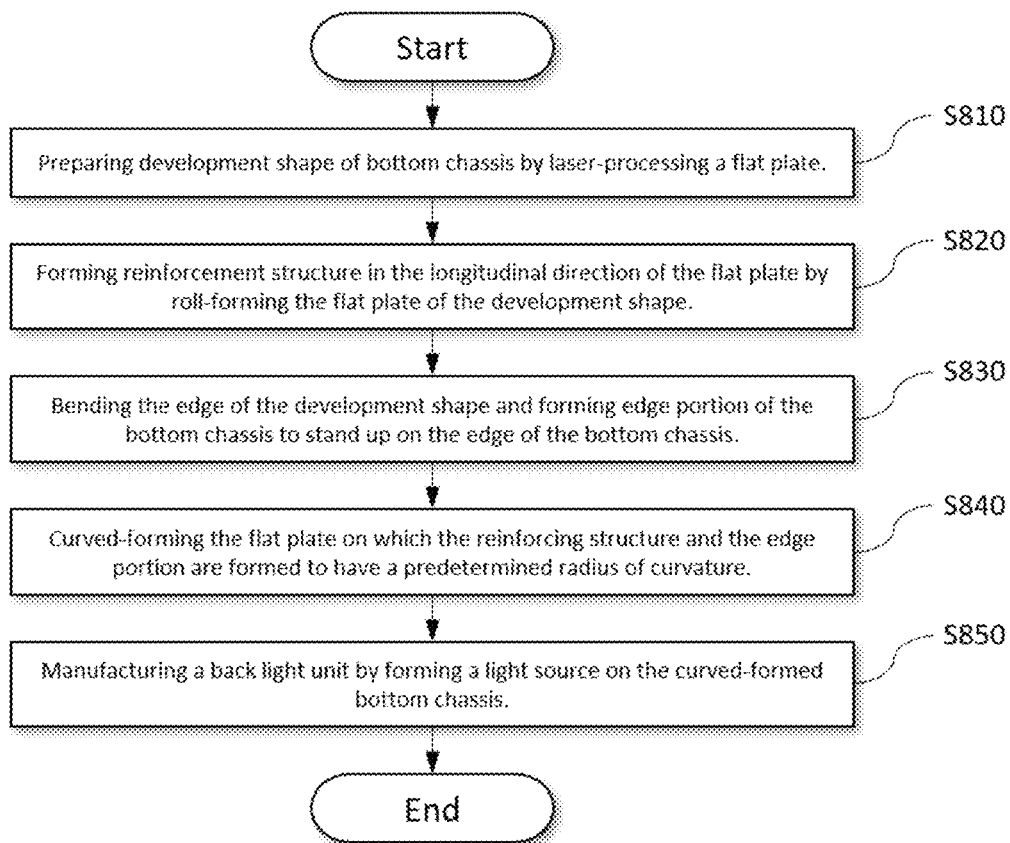 Start
S810
Preparing development shape of bottom chassis by laser-processing a flat plate.
S820
Forming reinforcement structure in the longitudinal direction of the flat plate by
roll-forming the flat plate of the development shape.
S830
Bending the edge of the development shape and forming edge portion of the
bottom chassis to stand up on the edge of the bottom chassis.
S840
Curved-forming the flat plate on which the reinforcing structure and the edge
portion are formed to have a predetermined radius of curvature.
S850
Manufacturing a back light unit by forming a light source on the curved-formed
bottom chassis.
End